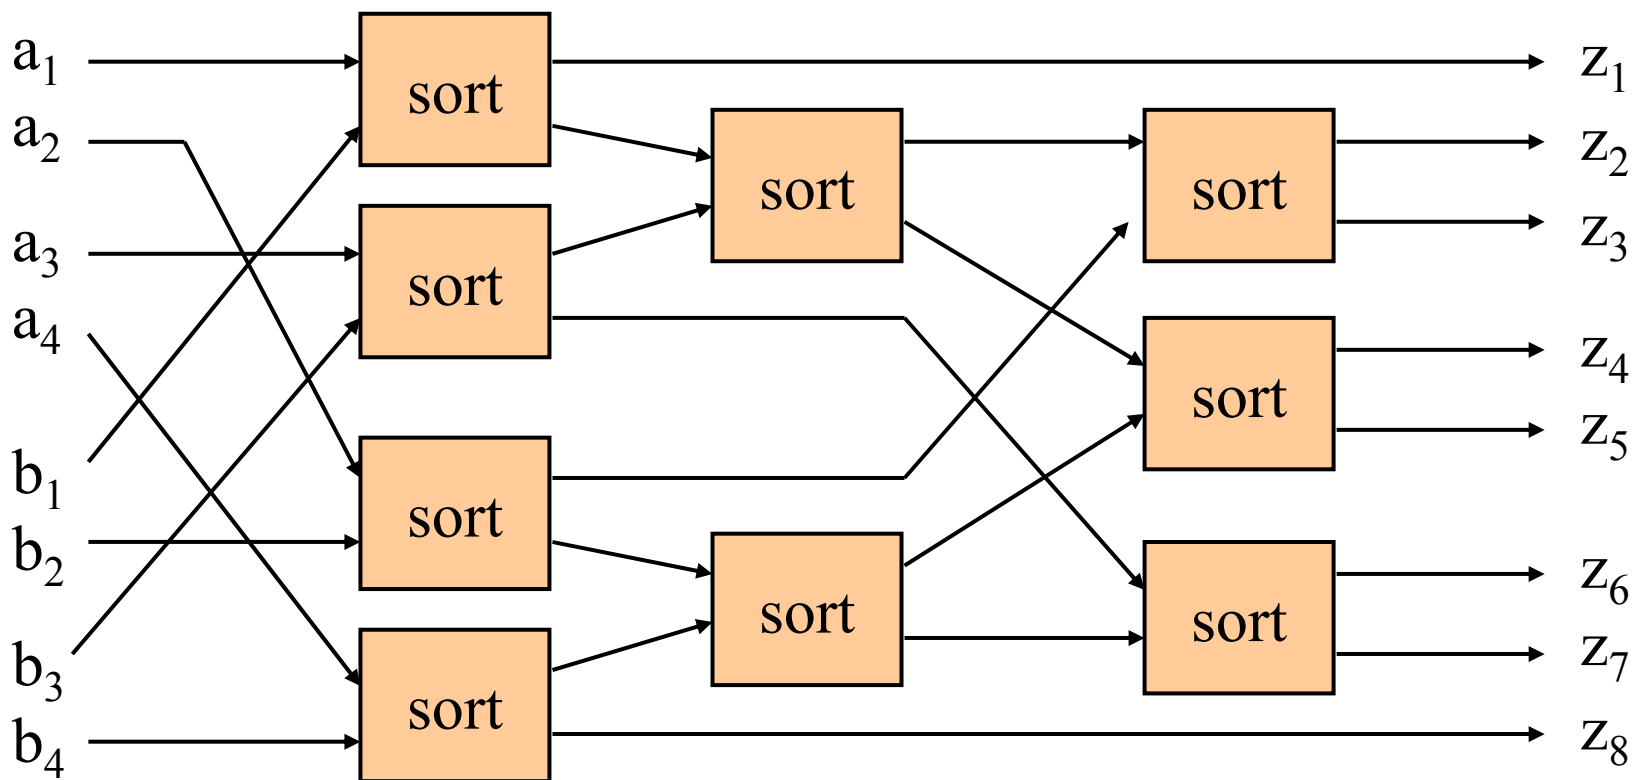 a₁
a₂
a₃
a₄
b₁
b₂
b₃
b₄
sort
sort
sort
sort
sort
sort
sort
sort
sort
z₁
z₂
z₃
z₄
z₅
z₆
z₇
z₈